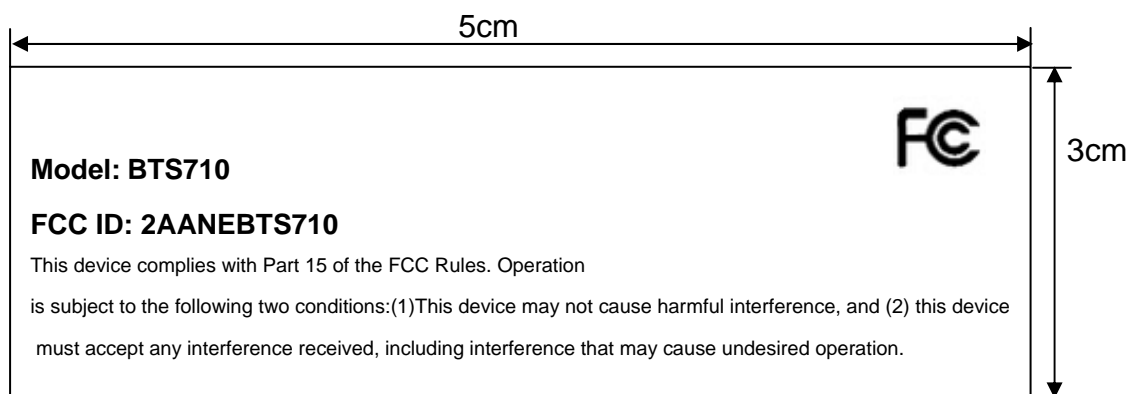 5cm
FC
3cm
Model: BTS710
FCC ID: 2AANEBTS710
This device complies with Part 15 of the FCC Rules. Operation
is subject to the following two conditions:(1)This device may not cause harmful interference, and (2) this device
must accept any interference received, including interference that may cause undesired operation.